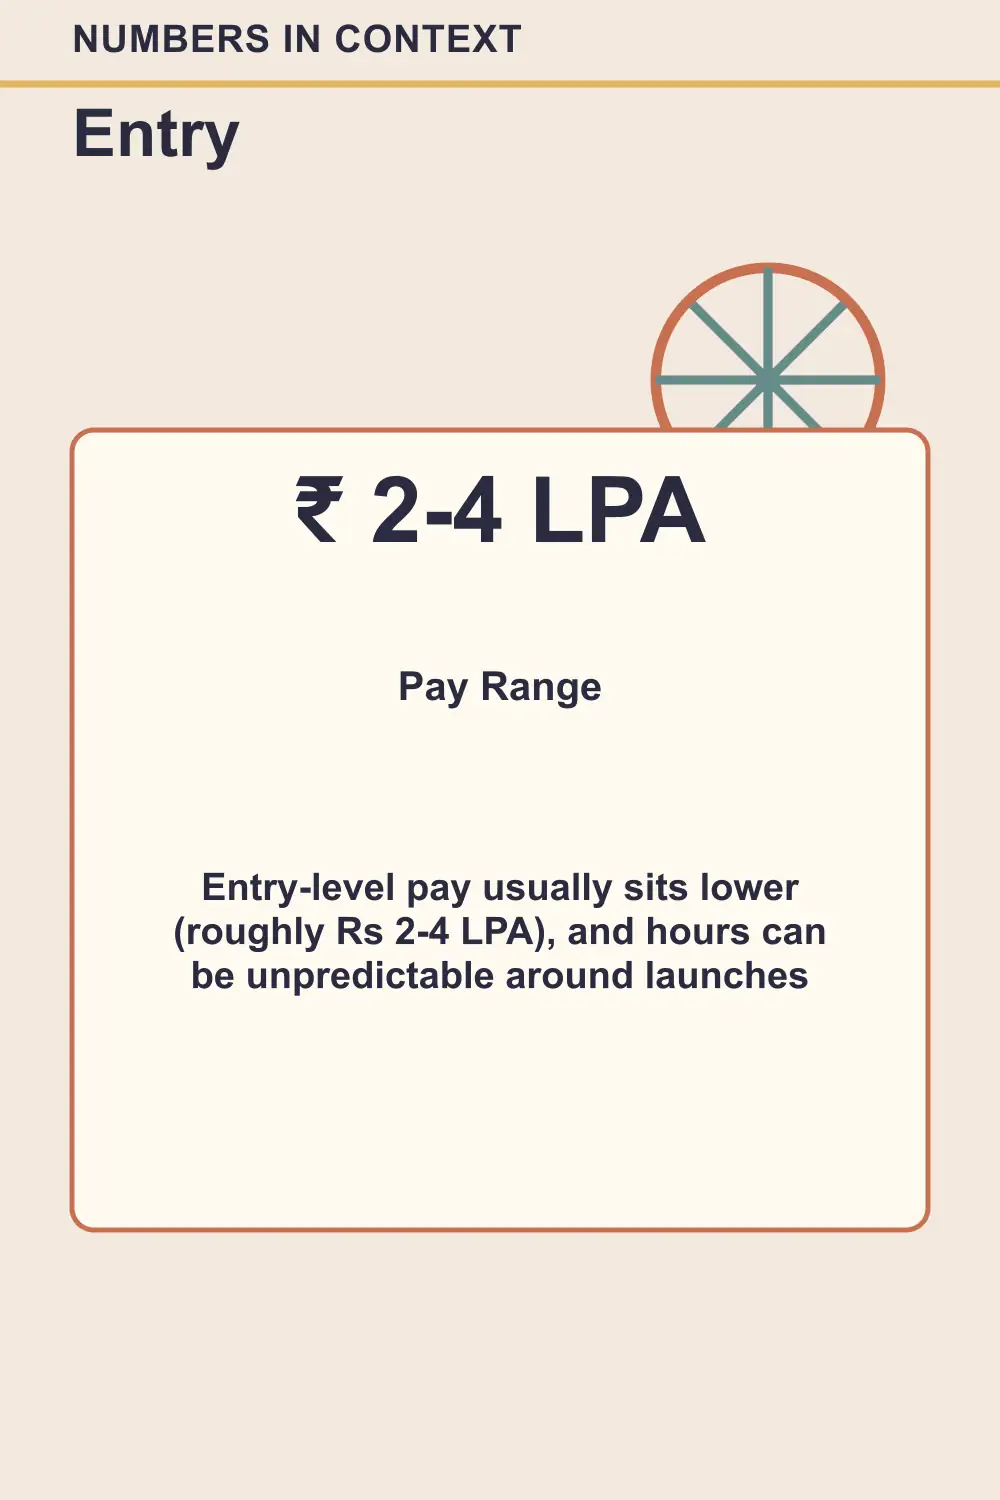 NUMBERS IN CONTEXT
Entry
₹ 2-4 LPA
Pay Range
Entry-level pay usually sits lower
(roughly Rs 2-4 LPA), and hours can
be unpredictable around launches